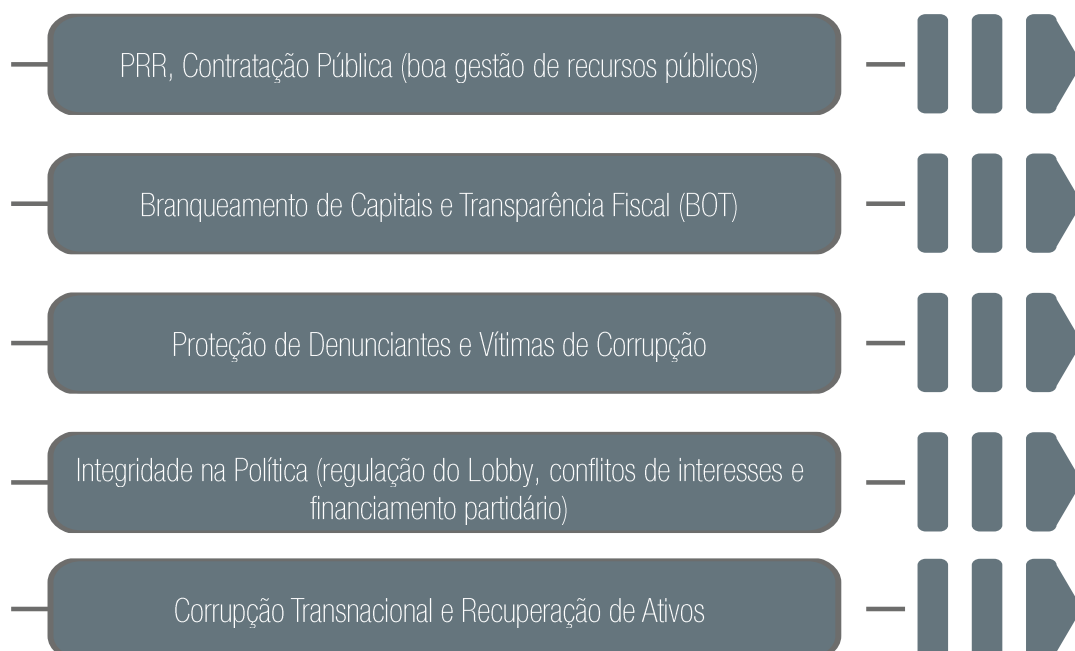 PRR, Contratação Pública (boa gestão de recursos públicos)
Branqueamento de Capitais e Transparência Fiscal (BOT)
Proteção de Denunciantes e Vítimas de Corrupção
Integridade na Política (regulação do Lobby, conflitos de interesses e
financiamento partidário)
Corrupção Transnacional e Recuperação de Ativos